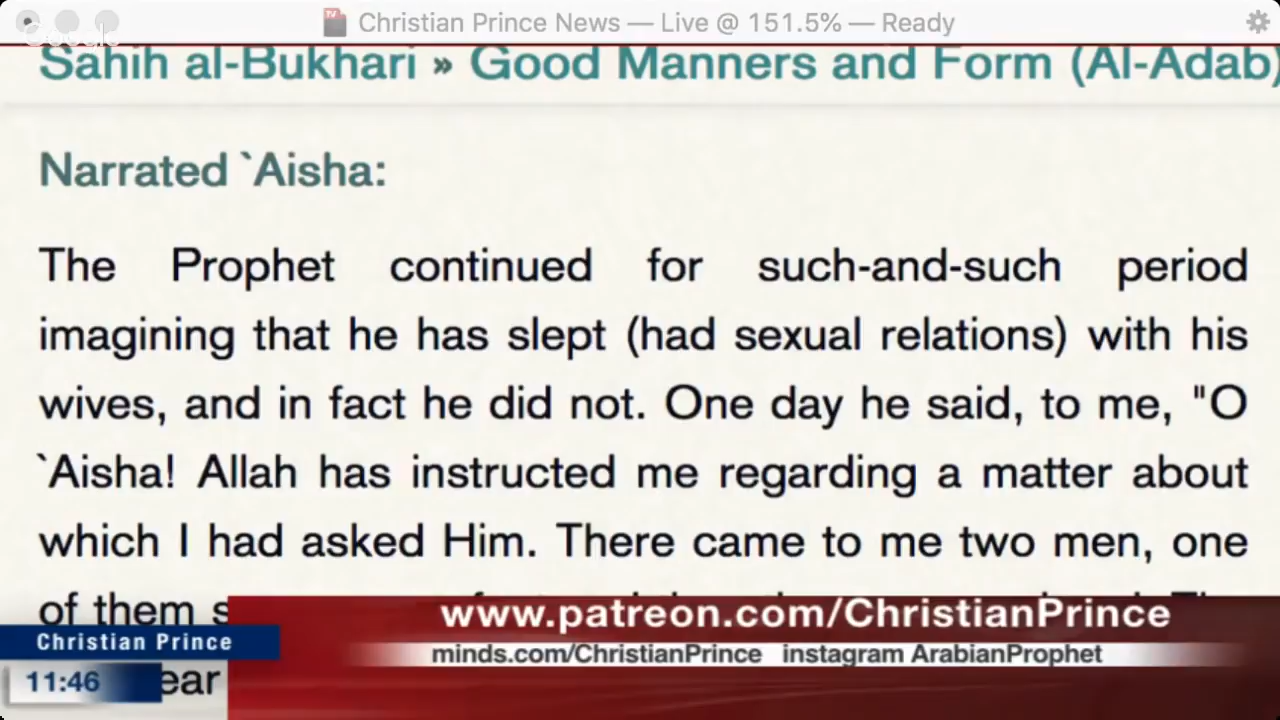 Christian Prince News — Live @ 151.5% — Ready
Google
Sahih al-Bukhari » Good Manners and Form (Al-Adab)
Narrated `Aisha:
The Prophet continued for such-and-such period
imagining that he has slept (had sexual relations) with his
wives, and in fact he did not. One day he said, to me, "O
`Aisha! Allah has instructed me regarding a matter about
which I had asked Him. There came to me two men, one
of them
www.patreon.com/ChristianPrince
Christian Prince
minds.com/ChristianPrince instagram ArabianProphet
11:46